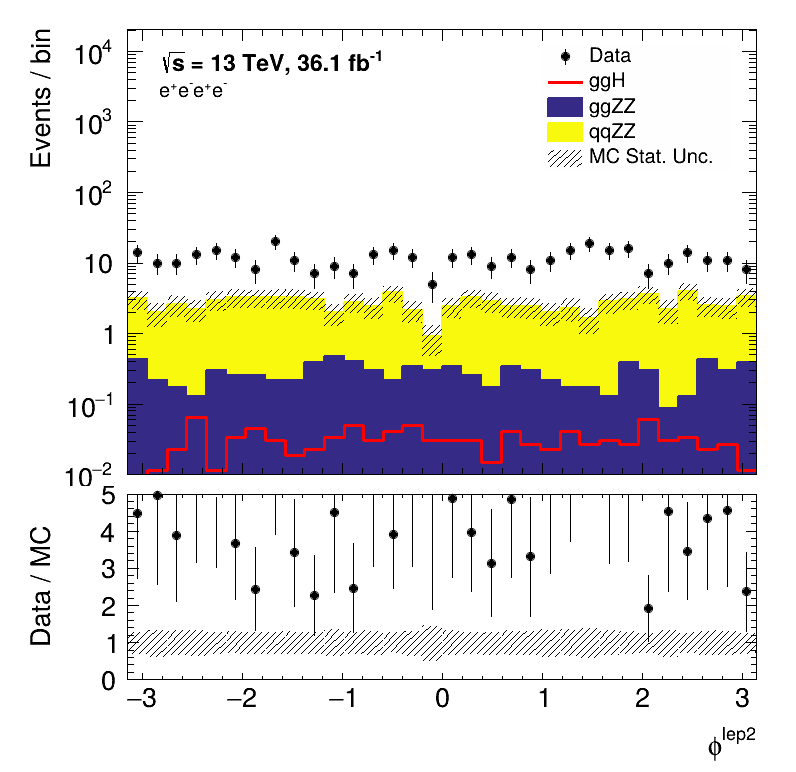 Events / bin
10⁴
10³
10²
10
1
10⁻¹
10⁻²
√s = 13 TeV, 36.1 fb⁻¹
e⁺e⁻e⁺e⁻
Data
ggH
ggZZ
qqZZ
MC Stat. Unc.
Data / MC
5
4
3
2
1
0
−3 −2 −1 0 1 2 3
ϕ^lep2